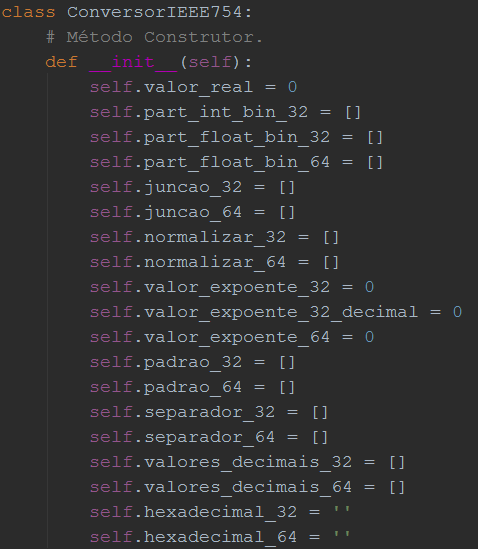 class ConversorIEEE754:
# Método Construtor.
def __init__(self):
self.valor_real = 0
self.part_int_bin_32 = []
self.part_float_bin_32 = []
self.part_float_bin_64 = []
self.juncao_32 = []
self.juncao_64 = []
self.normalizar_32 = []
self.normalizar_64 = []
self.valor_expoente_32 = 0
self.valor_expoente_32_decimal = 0
self.valor_expoente_64 = 0
self.padrao_32 = []
self.padrao_64 = []
self.separador_32 = []
self.separador_64 = []
self.valores_decimais_32 = []
self.valores_decimais_64 = []
self.hexadecimal_32 = ''
self.hexadecimal_64 = ''